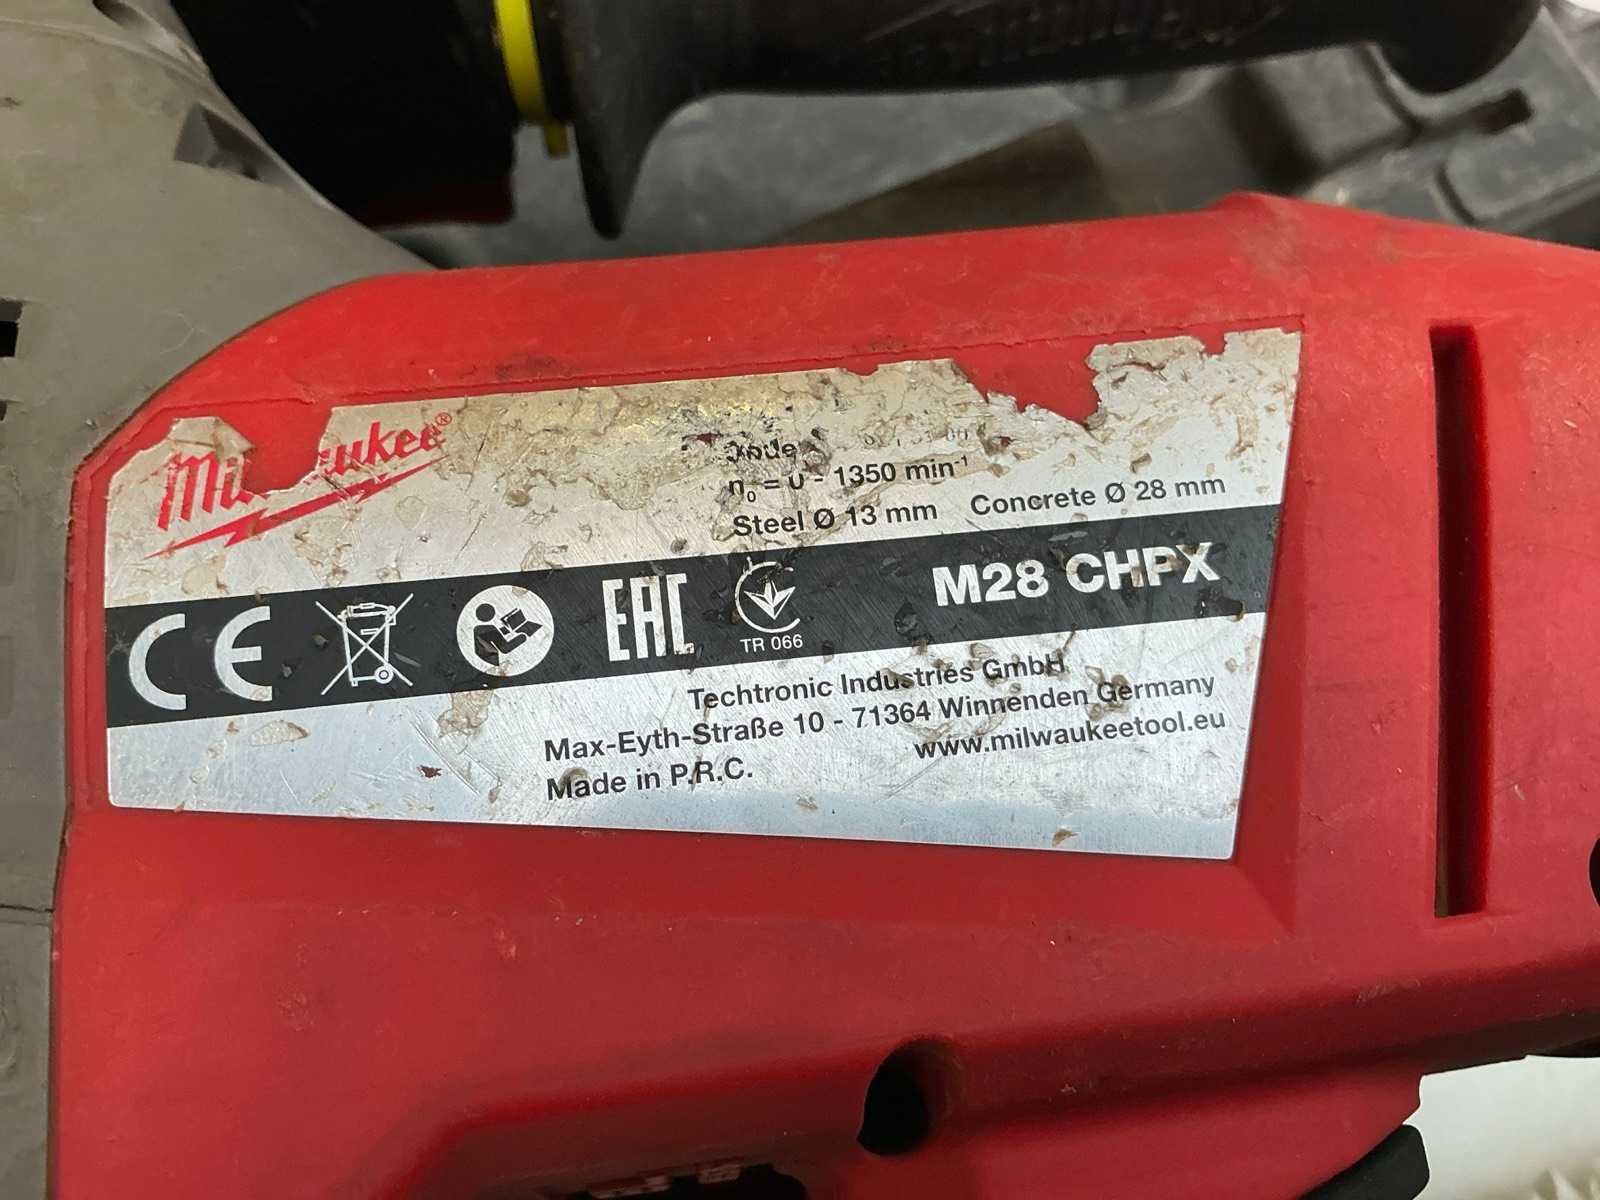 Milwaukee®
n₀ = 0 - 1350 min⁻¹
Steel Ø 13 mm Concrete Ø 28 mm
CE EAC TR 066 M28 CHPX
Techtronic Industries GmbH
Max-Eyth-Straße 10 - 71364 Winnenden Germany
www.milwaukeetool.eu
Made in P.R.C.